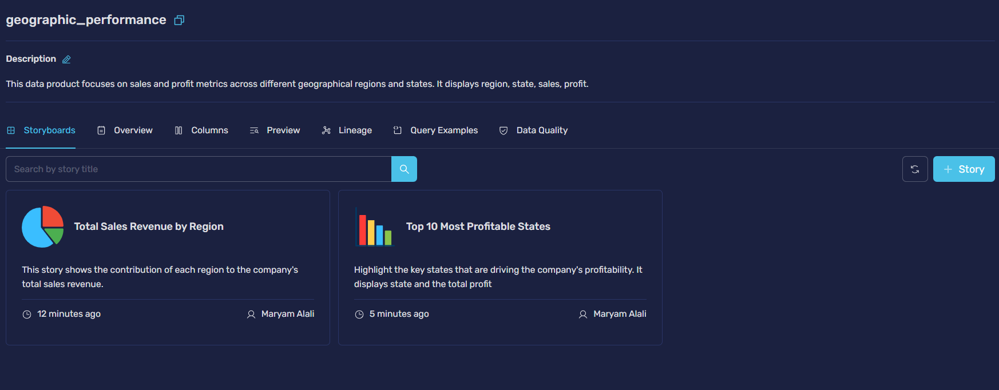 geographic_performance
Description
This data product focuses on sales and profit metrics across different geographical regions and states. It displays region, state, sales, profit.
Storyboards Overview Columns Preview Lineage Query Examples Data Quality
Search by story title
Story
Total Sales Revenue by Region
This story shows the contribution of each region to the company's
total sales revenue.
12 minutes ago Maryam Alali
Top 10 Most Profitable States
Highlight the key states that are driving the company's profitability. It
displays state and the total profit
5 minutes ago Maryam Alali